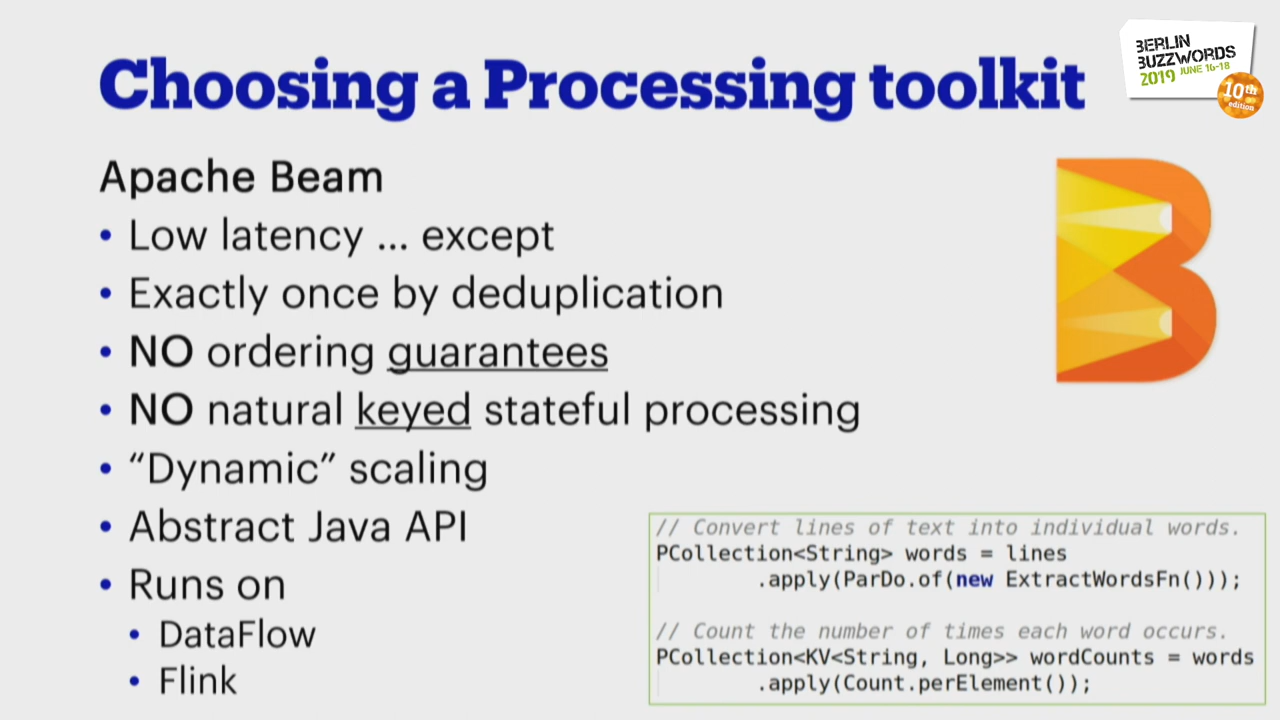 Choosing a Processing toolkit
BERLIN
BUZZWORDS
2019 JUNE 16-18
10th
edition
Apache Beam
• Low latency ... except
• Exactly once by deduplication
• NO ordering guarantees
• NO natural keyed stateful processing
• “Dynamic” scaling
• Abstract Java API
• Runs on
• DataFlow
• Flink
// Convert lines of text into individual words.
PCollection<String> words = lines
.apply(ParDo.of(new ExtractWordsFn()));
// Count the number of times each word occurs.
PCollection<KV<String, Long>> wordCounts = words
.apply(Count.perElement());